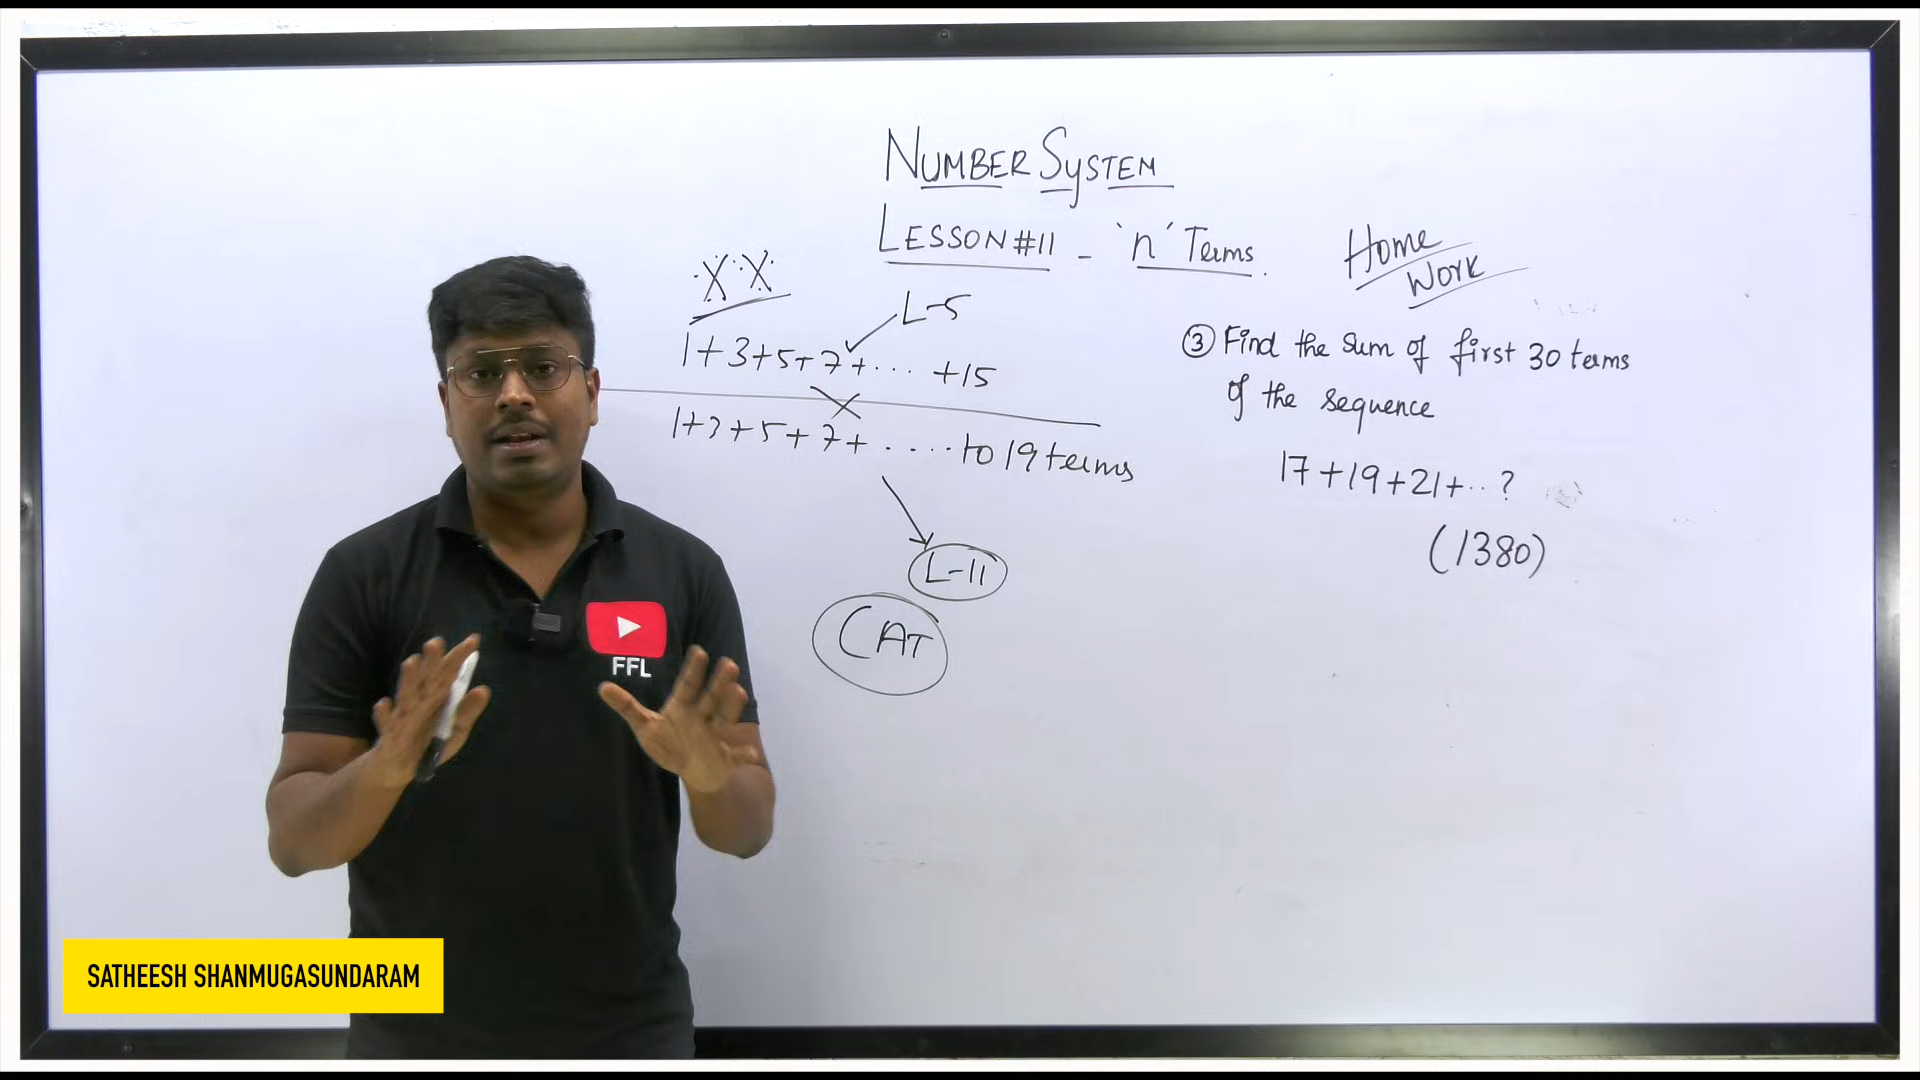 NUMBER SYSTEM
LESSON #11 - 'n' Terms.
Home
Work
L-5
1+3+5+7+... +15
1+3+5+7+.....to 19 terms
L-11
CAT
③ Find the sum of first 30 terms
of the sequence
17+19+21+...?
(1380)
FFL
SATHEESH SHANMUGASUNDARAM